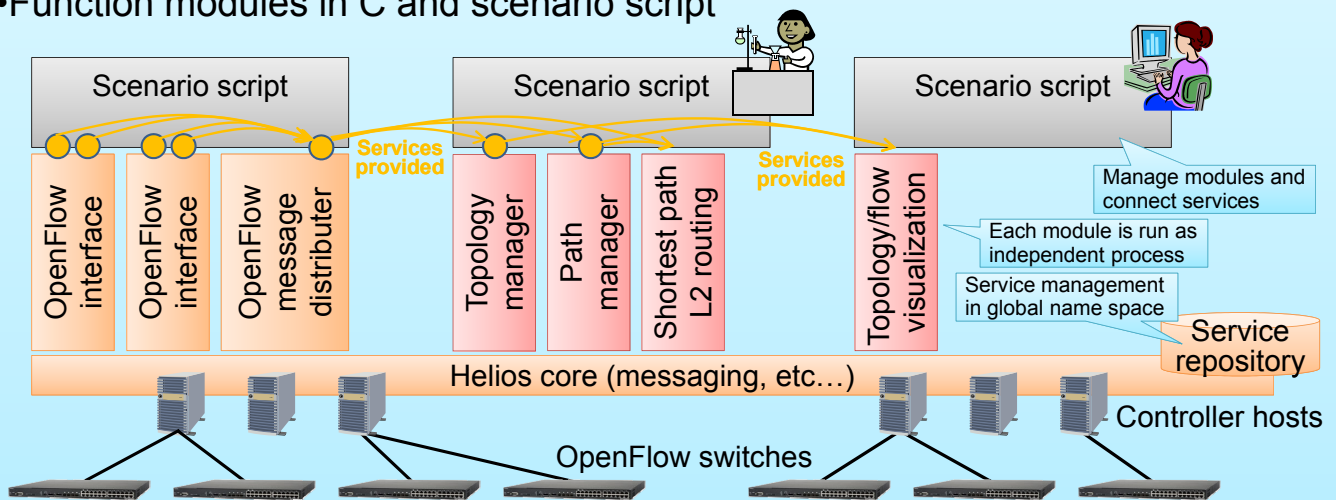 •Function modules in C and scenario script
Scenario script
Scenario script
Scenario script
Services
provided
Services
provided
OpenFlow
interface
OpenFlow
interface
OpenFlow
message
distributer
Topology
manager
Path
manager
Shortest path
L2 routing
Topology/flow
visualization
Manage modules and
connect services
Each module is run as
independent process
Service management
in global name space
Service
repository
Helios core (messaging, etc…)
Controller hosts
OpenFlow switches